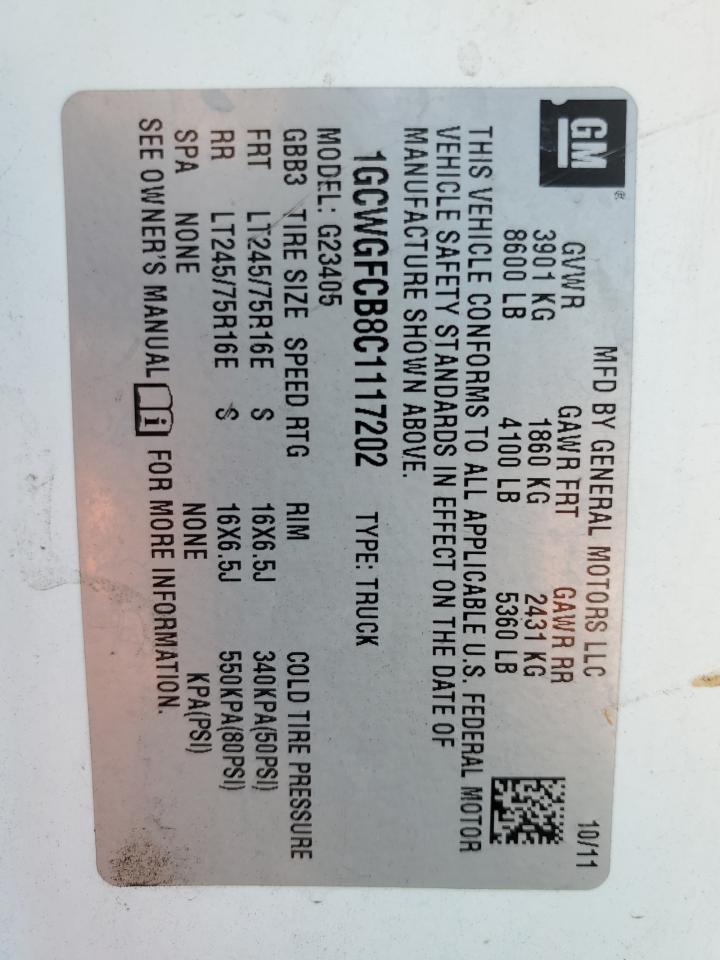 GM ®
MFD BY GENERAL MOTORS LLC 10/11
GVWR GAWR FRT GAWR RR
3901 KG 1860 KG 2431 KG
8600 LB 4100 LB 5360 LB
THIS VEHICLE CONFORMS TO ALL APPLICABLE U.S. FEDERAL MOTOR
VEHICLE SAFETY STANDARDS IN EFFECT ON THE DATE OF
MANUFACTURE SHOWN ABOVE.
1GCWGFCB8C1117202 TYPE: TRUCK
MODEL: G23405
GBB3 TIRE SIZE SPEED RTG RIM COLD TIRE PRESSURE
FRT LT245/75R16E S 16X6.5J 340KPA(50PSI)
RR LT245/75R16E S 16X6.5J 550KPA(80PSI)
SPA NONE NONE KPA(PSI)
SEE OWNER'S MANUAL i FOR MORE INFORMATION.